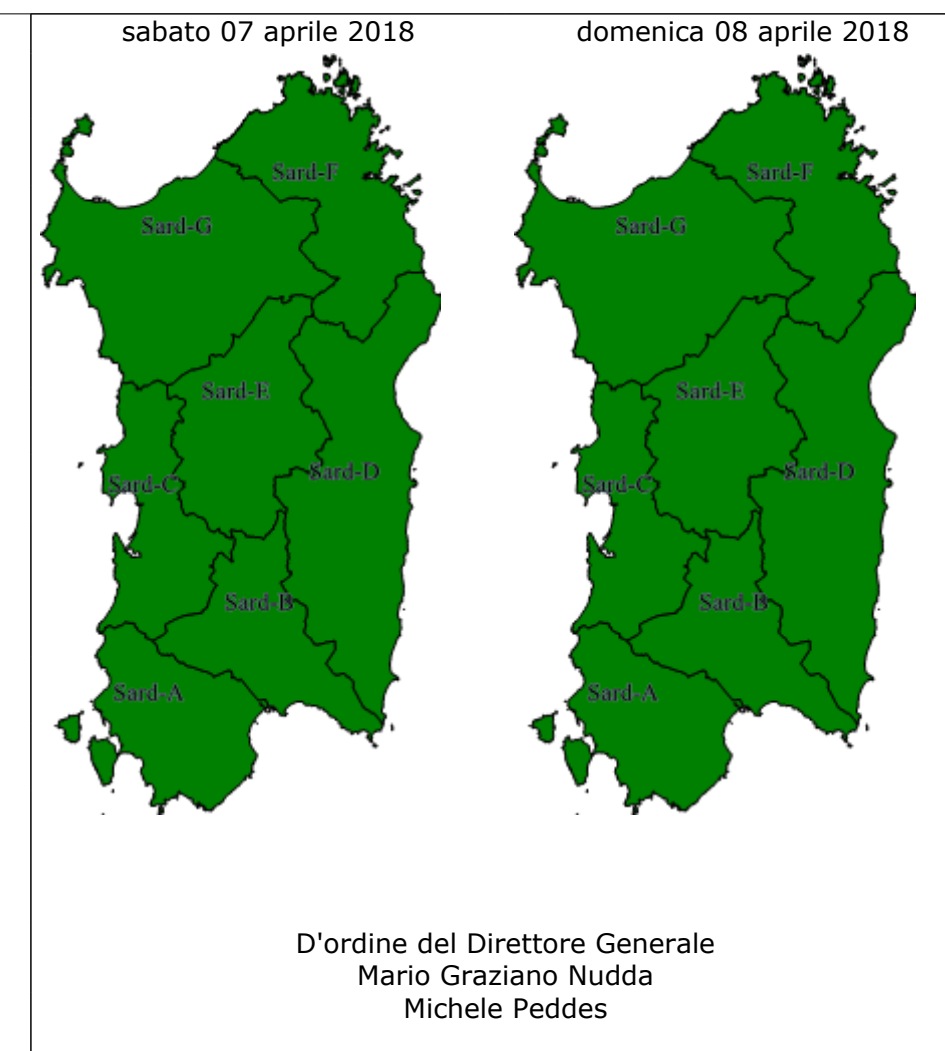 sabato 07 aprile 2018
domenica 08 aprile 2018
Sard-F
Sard-G
Sard-E
Sard-D
Sard-C
Sard-B
Sard-A
Sard-F
Sard-G
Sard-E
Sard-D
Sard-C
Sard-B
Sard-A
D'ordine del Direttore Generale
Mario Graziano Nudda
Michele Peddes